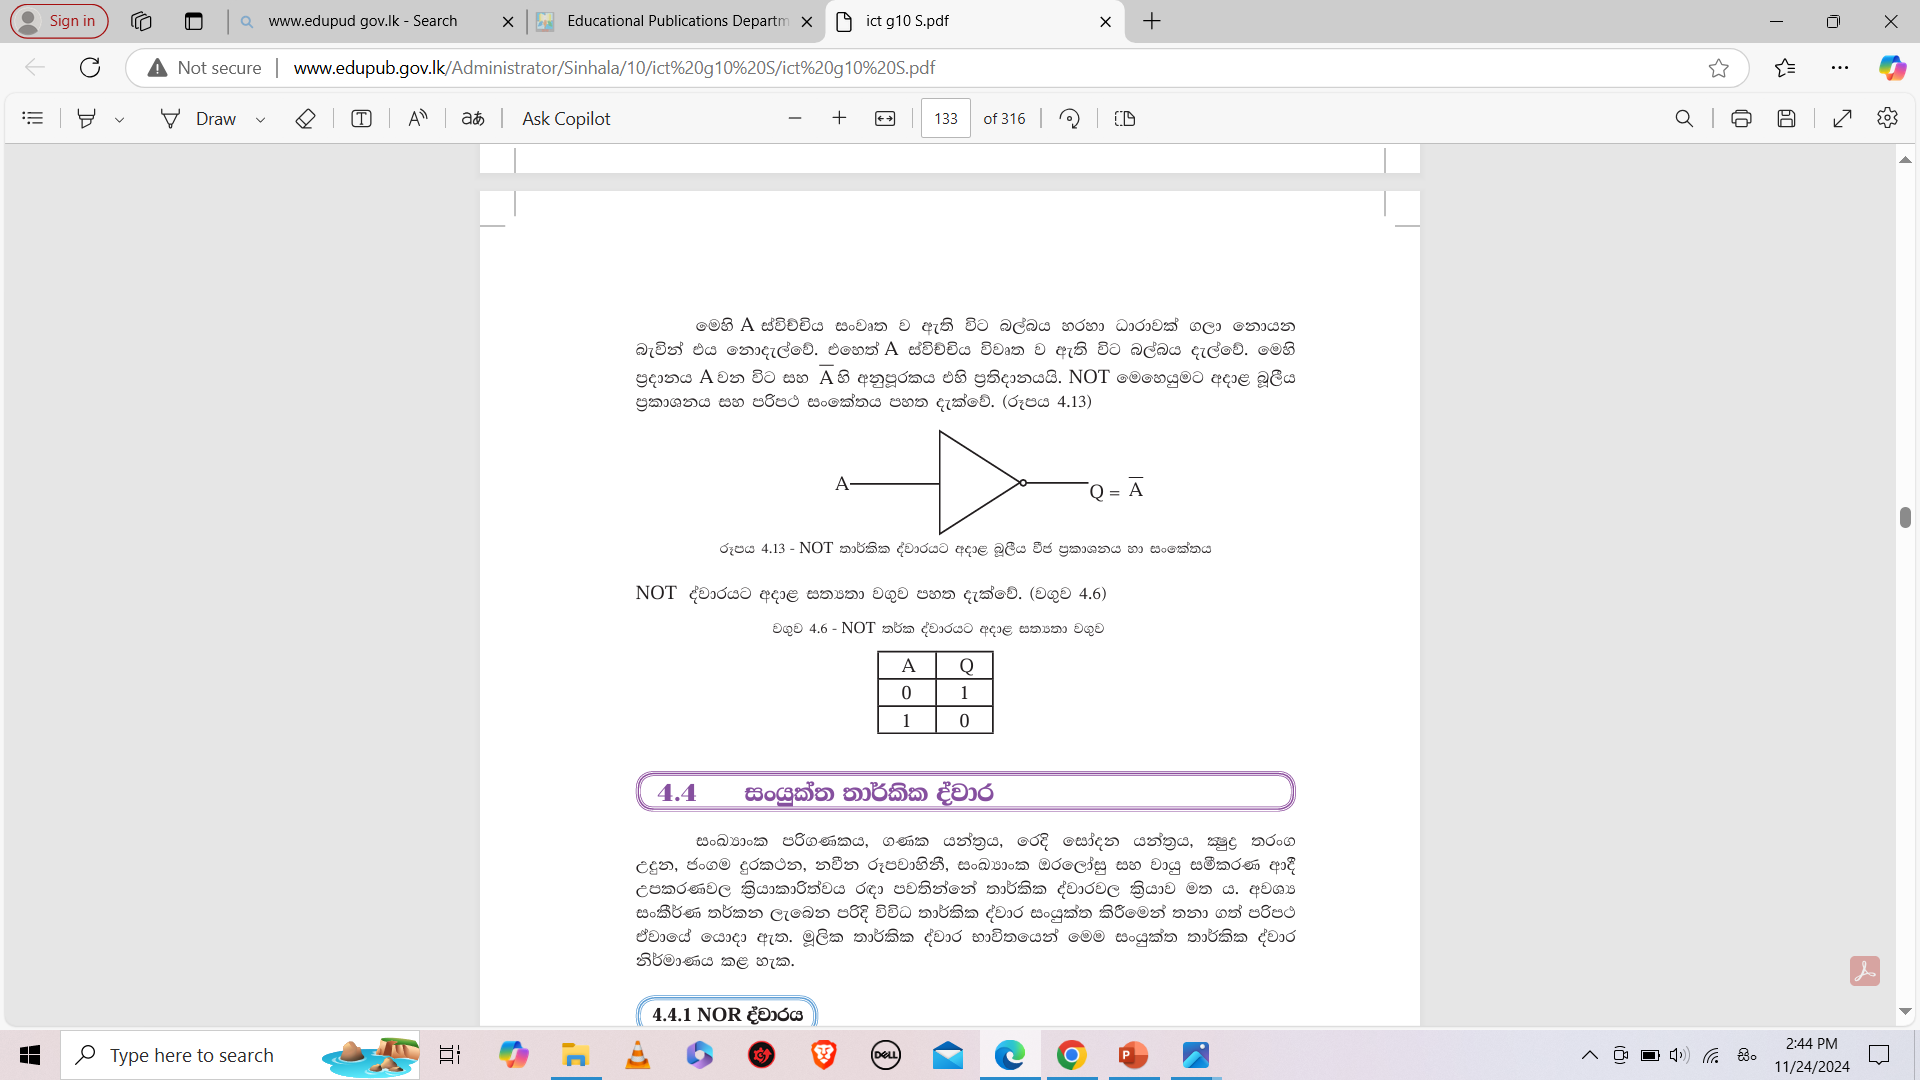 Sign in
www.edupud gov.lk - Search
Educational Publications Departm
ict g10 S.pdf
Not secure
www.edupub.gov.lk/Administrator/Sinhala/10/ict%20g10%20S/ict%20g10%20S.pdf
Draw
Ask Copilot
133 of 316
මෙහි A ස්විච්චිය සංවෘත ව ඇති විට බල්බය හරහා ධාරාවක් ගලා නොයන
බැවින් එය නොදැල්වේ. එහෙත් A ස්විච්චිය විවෘත ව ඇති විට බල්බය දැල්වේ. මෙහි
ප්‍රදානය A වන විට සහ A̅ හි අනුපූරකය එහි ප්‍රතිදානයයි. NOT මෙහෙයුමට අදාළ බූලීය
ප්‍රකාශනය සහ පරිපථ සංකේතය පහත දැක්වේ. (රූපය 4.13)
A
Q = A̅
රූපය 4.13 - NOT තාර්කික ද්වාරයට අදාළ බූලීය වීජ ප්‍රකාශනය හා සංකේතය
NOT ද්වාරයට අදාළ සත්‍යතා වගුව පහත දැක්වේ. (වගුව 4.6)
වගුව 4.6 - NOT තර්ක ද්වාරයට අදාළ සත්‍යතා වගුව
A Q
0 1
1 0
4.4 සංයුක්ත තාර්කික ද්වාර
සංඛ්‍යාංක පරිගණකය, ගණක යන්ත්‍රය, රෙදි සෝදන යන්ත්‍රය, ක්‍ෂුද්‍ර තරංග
උදුන, ජංගම දුරකථන, නවීන රූපවාහිනී, සංඛ්‍යාංක ඔරලෝසු සහ වායු සමීකරණ ආදී
උපකරණවල ක්‍රියාකාරිත්වය රඳා පවතින්නේ තාර්කික ද්වාරවල ක්‍රියාව මත ය. අවශ්‍ය
සංකීර්ණ තර්කන ලැබෙන පරිදි විවිධ තාර්කික ද්වාර සංයුක්ත කිරීමෙන් තනා ගත් පරිපථ
ඒවායේ යොදා ඇත. මූලික තාර්කික ද්වාර භාවිතයෙන් මෙම සංයුක්ත තාර්කික ද්වාර
නිර්මාණය කළ හැක.
4.4.1 NOR ද්වාරය
Type here to search
DELL
සිං
2:44 PM
11/24/2024